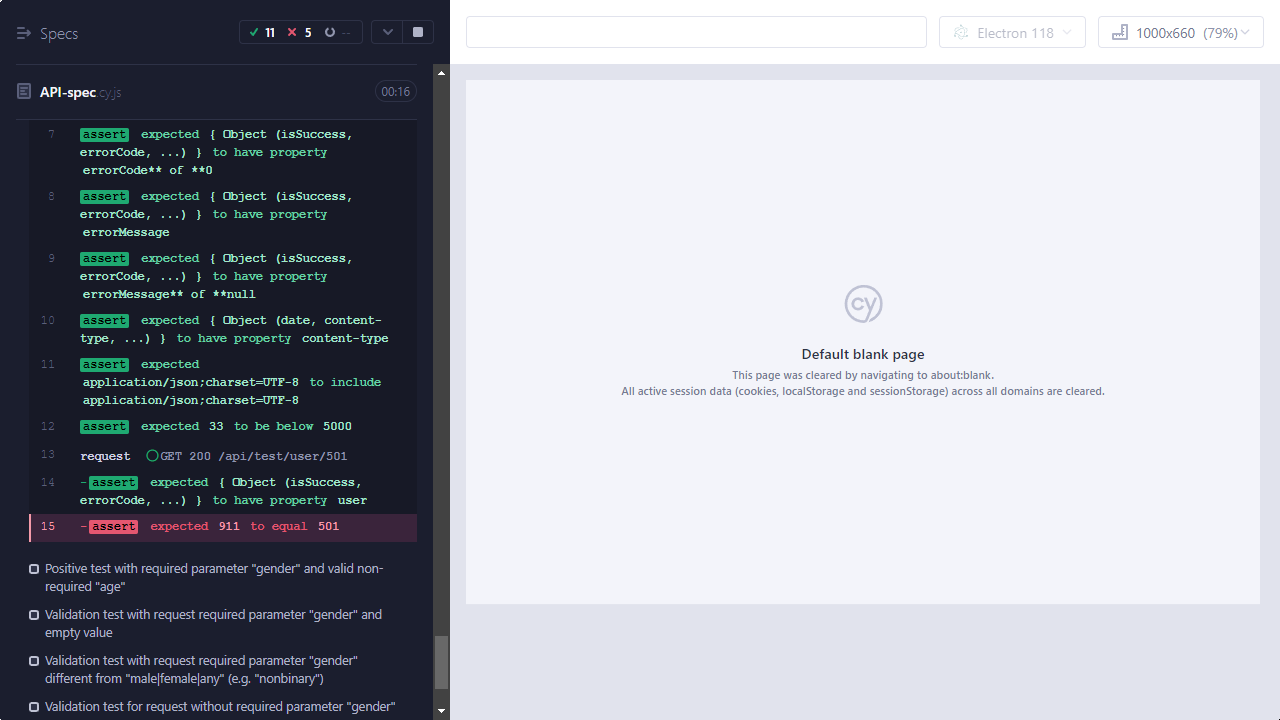 Specs
11
5
--
Electron 118
1000x660 (79%)
API-spec.cy.js
00:16
7 assert expected { Object (isSuccess,
errorCode, ...) } to have property
errorCode** of **0
8 assert expected { Object (isSuccess,
errorCode, ...) } to have property
errorMessage
9 assert expected { Object (isSuccess,
errorCode, ...) } to have property
errorMessage** of **null
10 assert expected { Object (date, content-
type, ...) } to have property content-type
11 assert expected
application/json;charset=UTF-8 to include
application/json;charset=UTF-8
12 assert expected 33 to be below 5000
13 request GET 200 /api/test/user/501
14 -assert expected { Object (isSuccess,
errorCode, ...) } to have property user
15 -assert expected 911 to equal 501
Positive test with required parameter "gender" and valid non-
required "age"
Validation test with request required parameter "gender" and
empty value
Validation test with request required parameter "gender"
different from "male|female|any" (e.g. "nonbinary")
Validation test for request without required parameter "gender"
cy
Default blank page
This page was cleared by navigating to about:blank.
All active session data (cookies, localStorage and sessionStorage) across all domains are cleared.